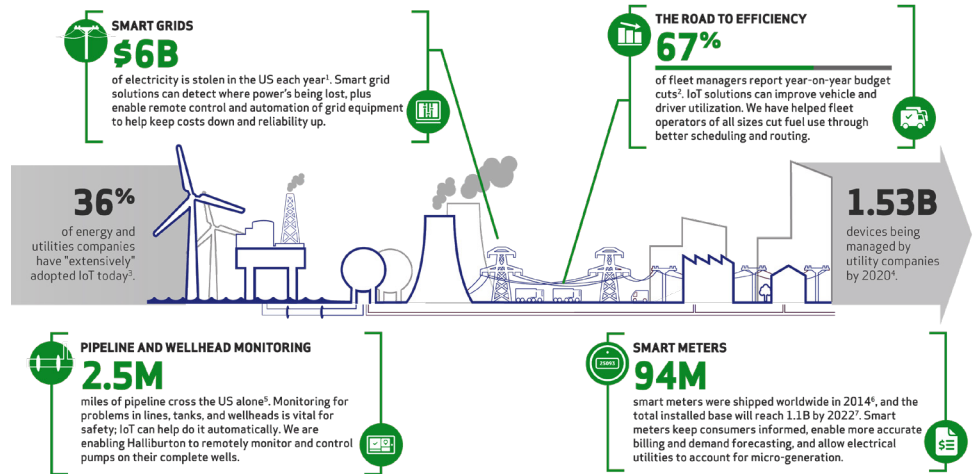 SMART GRIDS
$6B
of electricity is stolen in the US each year¹. Smart grid
solutions can detect where power's being lost, plus
enable remote control and automation of grid equipment
to help keep costs down and reliability up.
THE ROAD TO EFFICIENCY
67%
of fleet managers report year-on-year budget
cuts². IoT solutions can improve vehicle and
driver utilization. We have helped fleet
operators of all sizes cut fuel use through
better scheduling and routing.
36%
of energy and
utilities companies
have "extensively"
adopted IoT today³.
1.53B
devices being
managed by
utility companies
by 2020⁴.
PIPELINE AND WELLHEAD MONITORING
2.5M
miles of pipeline cross the US alone⁵. Monitoring for
problems in lines, tanks, and wellheads is vital for
safety; IoT can help do it automatically. We are
enabling Halliburton to remotely monitor and control
pumps on their complete wells.
25093
SMART METERS
94M
smart meters were shipped worldwide in 2014⁶, and the
total installed base will reach 1.1B by 2022⁷. Smart
meters keep consumers informed, enable more accurate
billing and demand forecasting, and allow electrical
utilities to account for micro-generation.
$